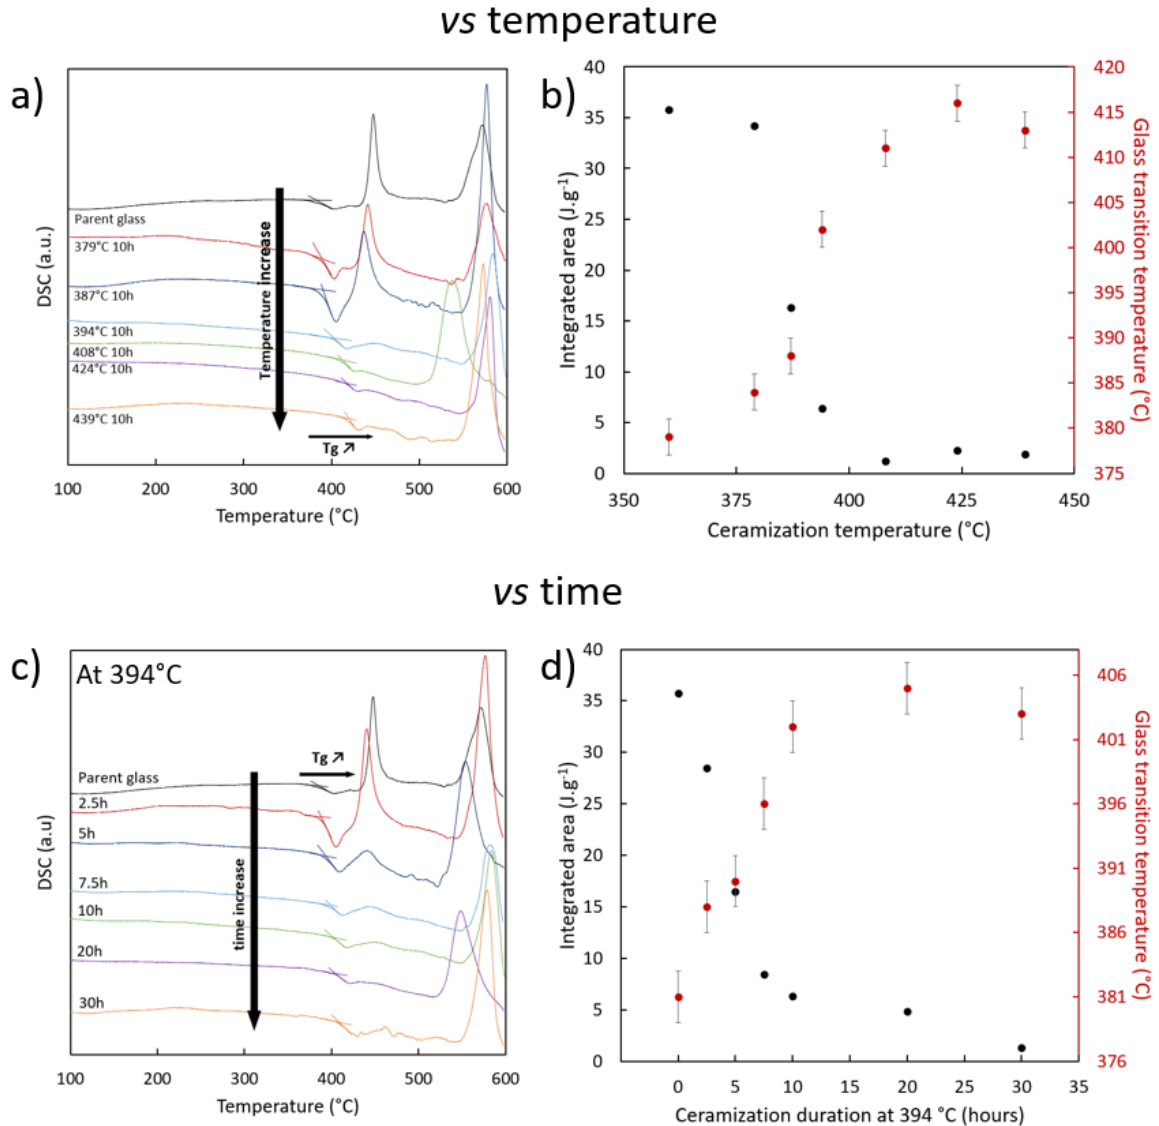 vs temperature
a)
DSC (a.u.)
Parent glass
379°C 10h
387°C 10h
394°C 10h
408°C 10h
424°C 10h
439°C 10h
Temperature increase
Tg ↗
100 200 300 400 500 600
Temperature (°C)
b)
Integrated area (J.g⁻¹)
40
35
30
25
20
15
10
5
0
350 375 400 425 450
Ceramization temperature (°C)
420
415
410
405
400
395
390
385
380
375
Glass transition temperature
(°C)
vs time
c)
At 394°C
DSC (a.u)
Parent glass
2.5h
5h
7.5h
10h
20h
30h
Tg ↗
time increase
100 200 300 400 500 600
Temperature (°C)
d)
Integrated area (J.g⁻¹)
40
35
30
25
20
15
10
5
0
0 5 10 15 20 25 30 35
Ceramization duration at 394 °C (hours)
406
401
396
391
386
381
376
Glass transition temperature
(°C)